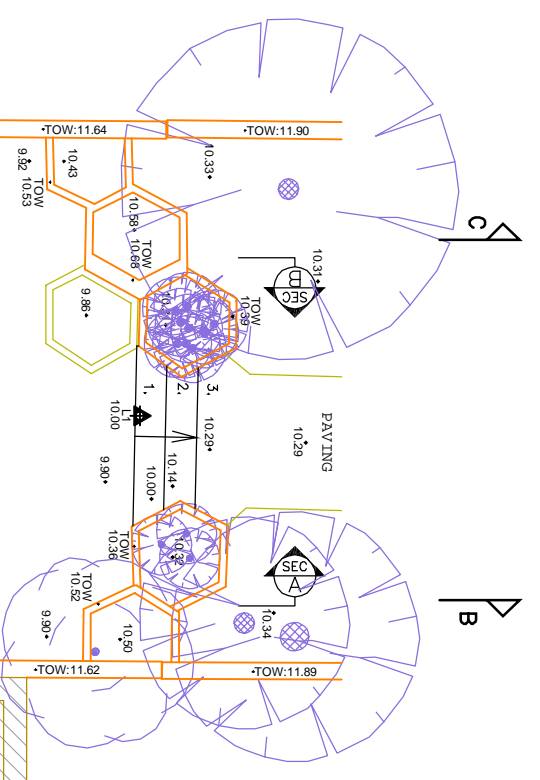 TOW:11.64
TOW:11.90
10.43
9.92
TOW
10.53
10.33
10.58
TOW
10.68
C
10.31
B
SEC
TOW
10.39
9.86
1.
2.
3.
L1
10.00
10.29
PAVING
10.29
10.14
10.00
9.90
TOW
10.36
10.32
SEC
A
TOW
10.52
10.34
B
9.90
10.50
TOW:11.62
TOW:11.89